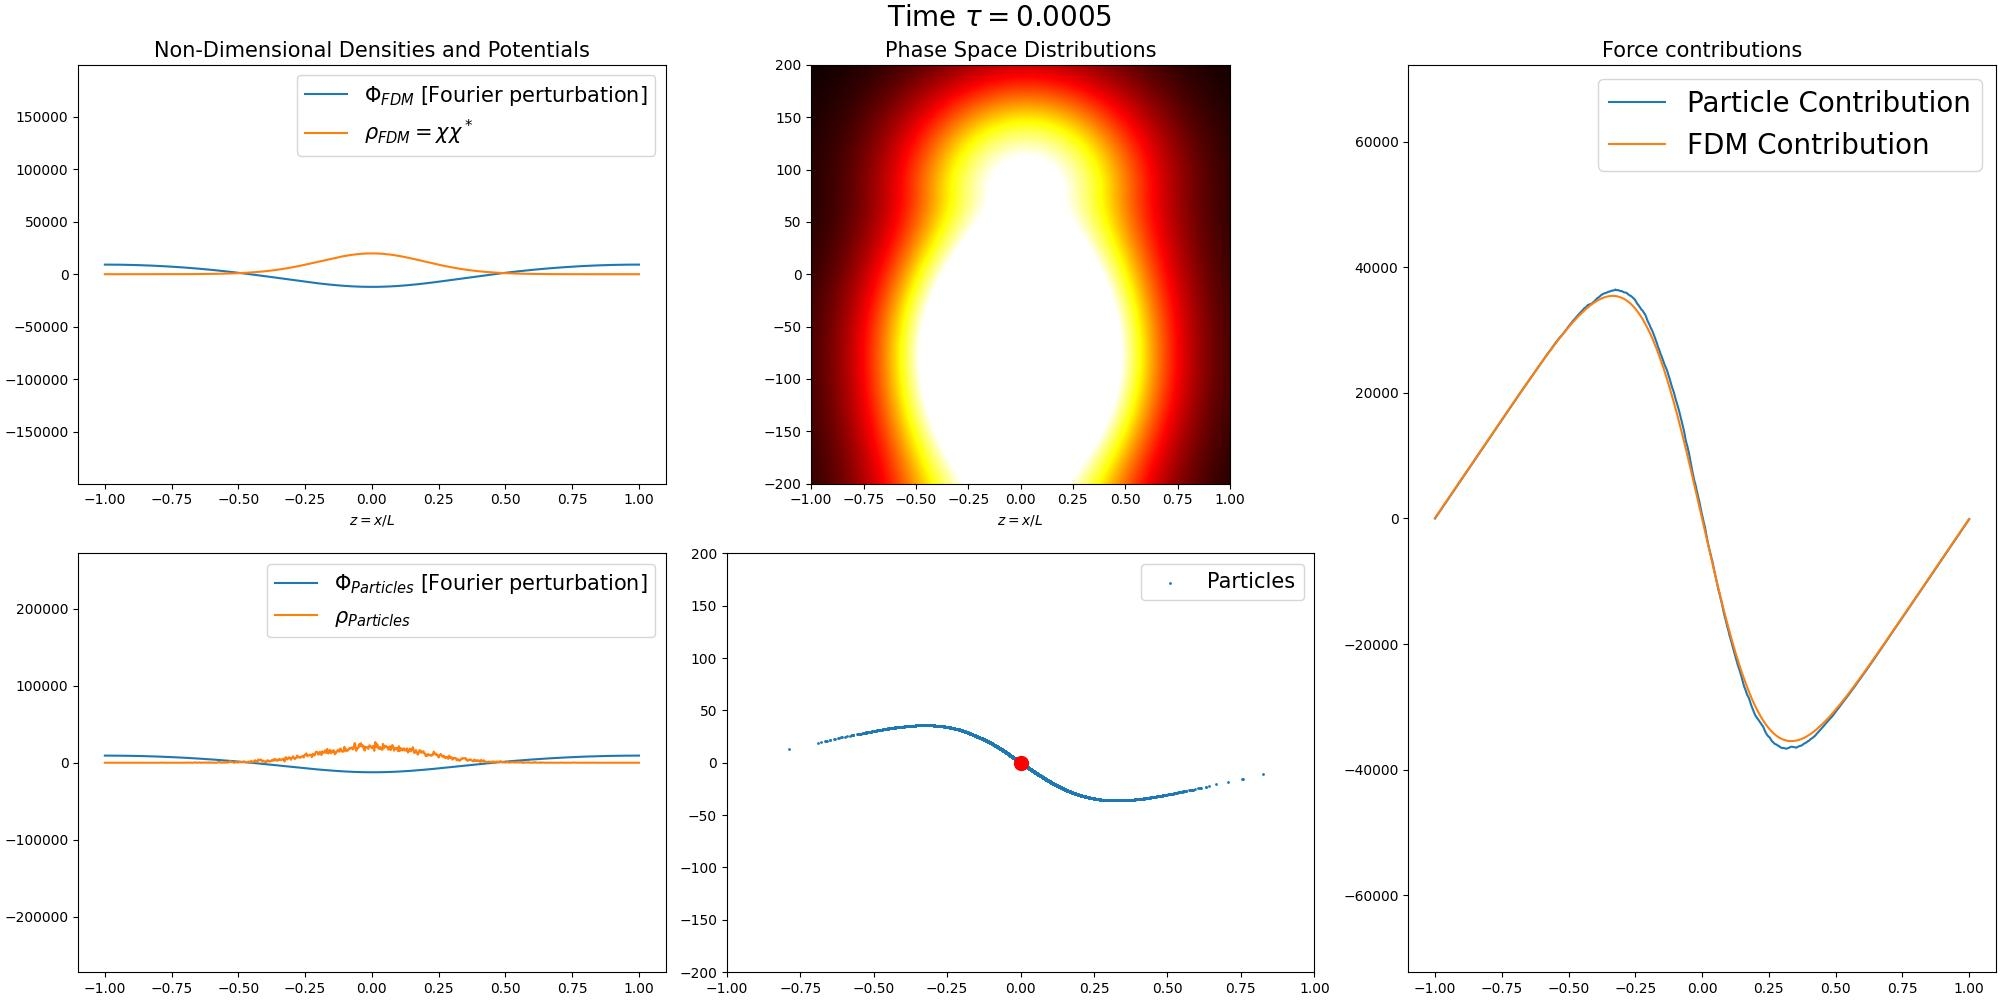 Time τ = 0.0005
Non-Dimensional Densities and Potentials
Φ_FDM [Fourier perturbation]
ρ_FDM = χχ*
150000
100000
50000
0
−50000
−100000
−150000
−1.00 −0.75 −0.50 −0.25 0.00 0.25 0.50 0.75 1.00
z = x/L
Phase Space Distributions
200
150
100
50
0
−50
−100
−150
−200
−1.00 −0.75 −0.50 −0.25 0.00 0.25 0.50 0.75 1.00
z = x/L
Force contributions
Particle Contribution
FDM Contribution
60000
40000
20000
0
−20000
−40000
−60000
−1.00 −0.75 −0.50 −0.25 0.00 0.25 0.50 0.75 1.00
Φ_Particles [Fourier perturbation]
ρ_Particles
200000
100000
0
−100000
−200000
−1.00 −0.75 −0.50 −0.25 0.00 0.25 0.50 0.75 1.00
Particles
200
150
100
50
0
−50
−100
−150
−200
−1.00 −0.75 −0.50 −0.25 0.00 0.25 0.50 0.75 1.00